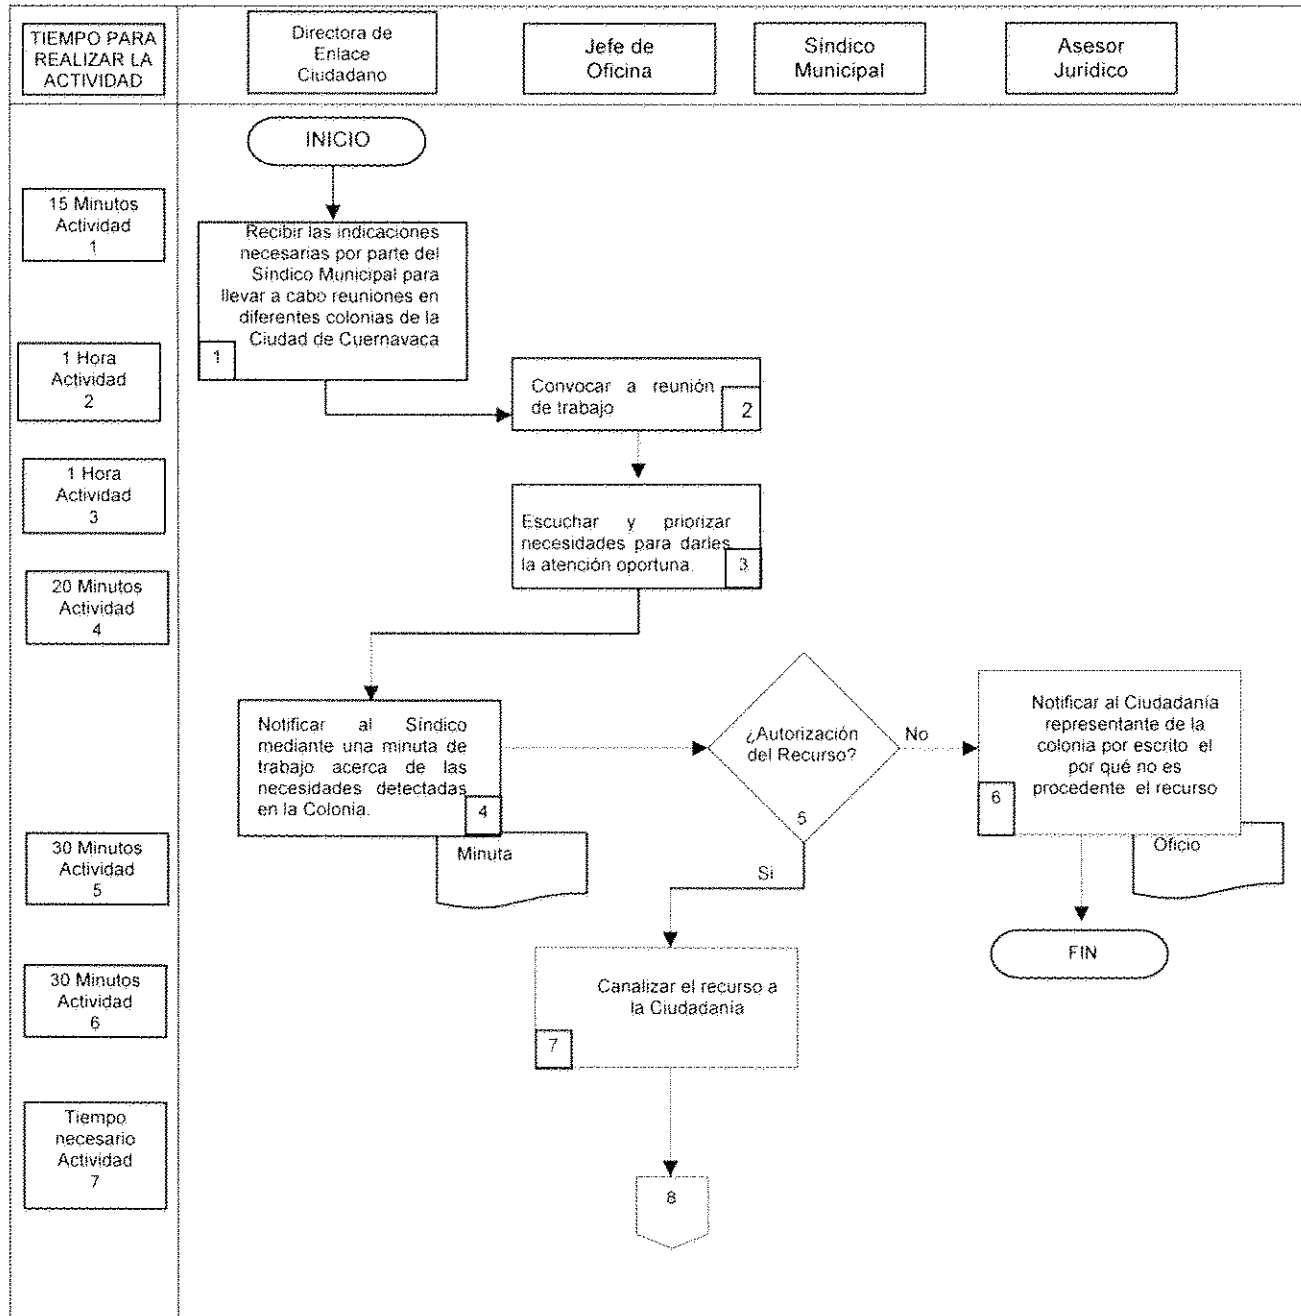 TIEMPO PARA
REALIZAR LA
ACTIVIDAD
Directora de
Enlace
Ciudadano
Jefe de
Oficina
Síndico
Municipal
Asesor
Jurídico
INICIO
15 Minutos
Actividad
1
Recibir las indicaciones
necesarias por parte del
Síndico Municipal para
llevar a cabo reuniones en
diferentes colonias de la
Ciudad de Cuernavaca
1
1 Hora
Actividad
2
Convocar a reunión
de trabajo
2
1 Hora
Actividad
3
Escuchar y priorizar
necesidades para darles
la atención oportuna.
3
20 Minutos
Actividad
4
Notificar al Síndico
mediante una minuta de
trabajo acerca de las
necesidades detectadas
en la Colonia.
4
Minuta
¿Autorización
del Recurso?
5
No
Si
Notificar al Ciudadanía
representante de la
colonia por escrito el
por qué no es
procedente el recurso
6
Oficio
FIN
30 Minutos
Actividad
5
30 Minutos
Actividad
6
Canalizar el recurso a
la Ciudadanía
7
Tiempo
necesario
Actividad
7
8